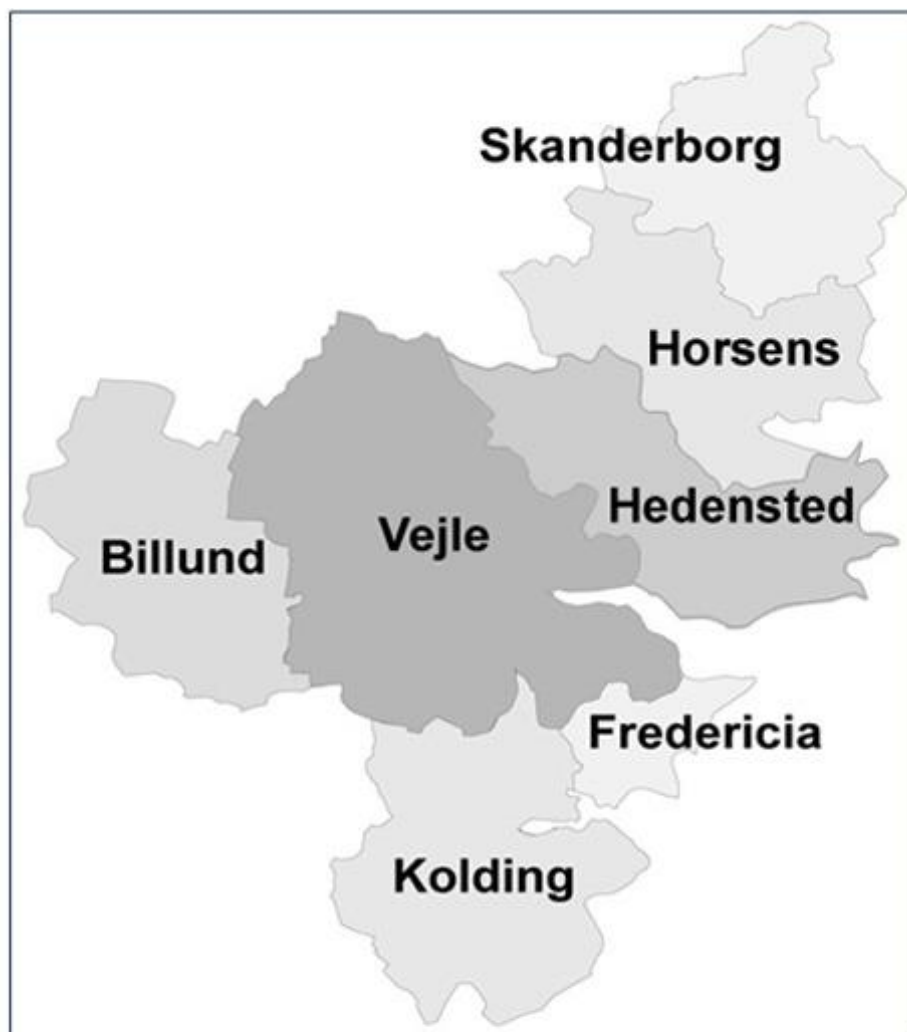 Skanderborg
Horsens
Hedensted
Vejle
Billund
Fredericia
Kolding